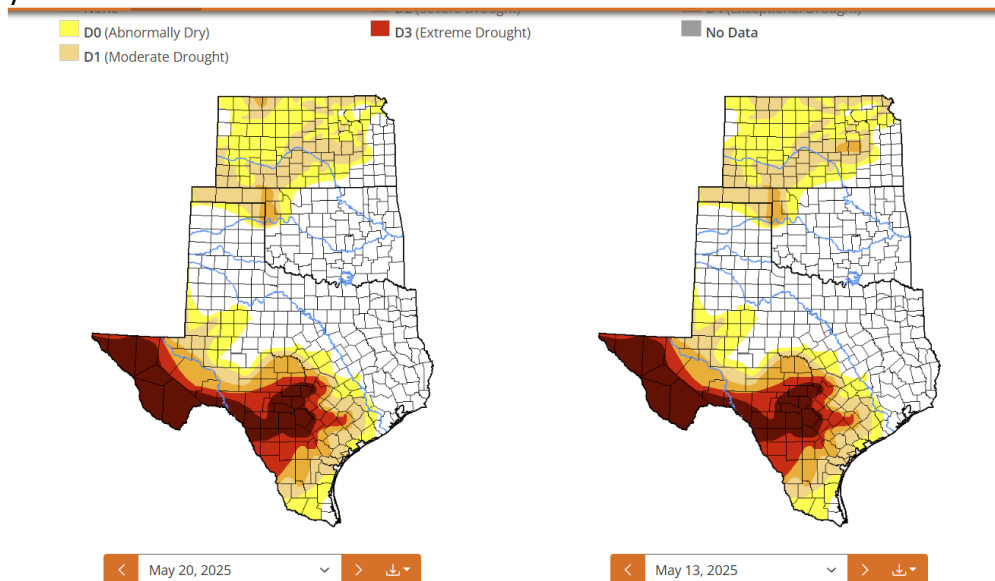 D0 (Abnormally Dry)
D3 (Extreme Drought)
No Data
D1 (Moderate Drought)
May 20, 2025
May 13, 2025